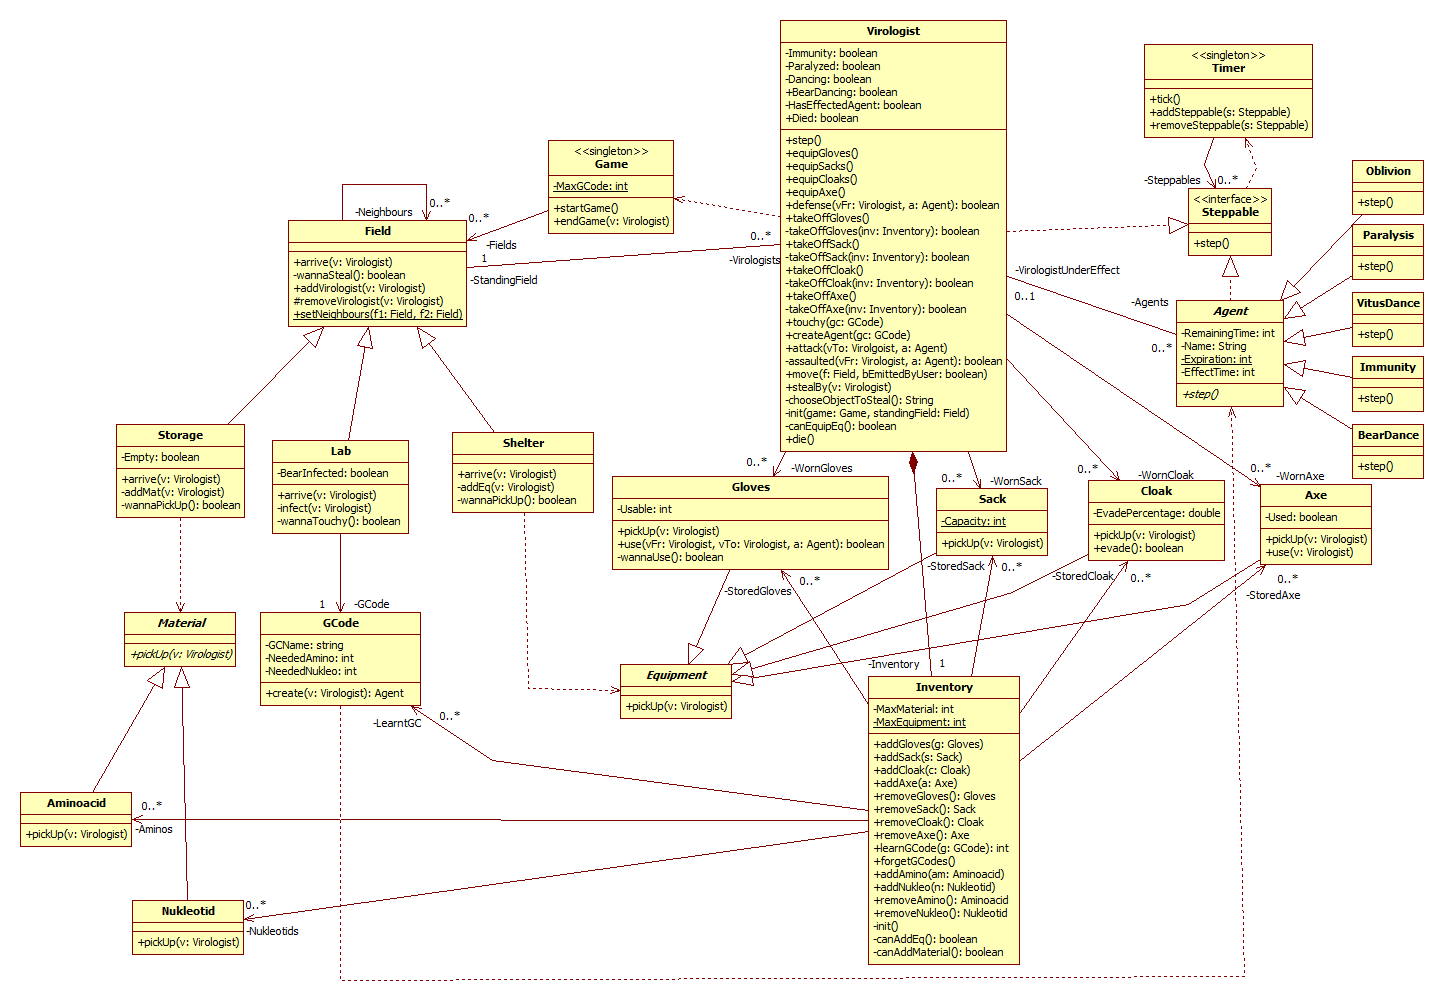 Virologist
-Immunity: boolean
-Paralyzed: boolean
-Dancing: boolean
+BearDancing: boolean
-HasEffectedAgent: boolean
+Died: boolean
+step()
+equipGloves()
+equipSacks()
+equipCloaks()
+equipAxe()
+defense(vFr: Virologist, a: Agent): boolean
+takeOffGloves()
-takeOffGloves(inv: Inventory): boolean
+takeOffSack()
-takeOffSack(inv: Inventory): boolean
+takeOffCloak()
-takeOffCloak(inv: Inventory): boolean
+takeOffAxe()
-takeOffAxe(inv: Inventory): boolean
+touchy(gc: GCode)
+createAgent(gc: GCode)
+attack(vTo: Virolgoist, a: Agent)
-assaulted(vFr: Virologist, a: Agent): boolean
+move(f: Field, bEmittedByUser: boolean)
+stealBy(v: Virologist)
-chooseObjectToSteal(): String
-init(game: Game, standingField: Field)
-canEquipEq(): boolean
+die()
<<singleton>>
Timer
+tick()
+addSteppable(s: Steppable)
+removeSteppable(s: Steppable)
-Steppables
0..*
<<interface>>
Steppable
+step()
<<singleton>>
Game
-MaxGCode: int
+startGame()
+endGame(v: Virologist)
-Neighbours
0..*
0..*
-Fields
Field
+arrive(v: Virologist)
-wannaSteal(): boolean
+addVirologist(v: Virologist)
#removeVirologist(v: Virologist)
+setNeighbours(f1: Field, f2: Field)
1
-StandingField
0..*
-Virologists
-VirologistUnderEffect
0..1
-Agents
0..*
Agent
-RemainingTime: int
-Name: String
-Expiration: int
-EffectTime: int
+step()
Oblivion
+step()
Paralysis
+step()
VitusDance
+step()
Immunity
+step()
BearDance
+step()
Storage
-Empty: boolean
+arrive(v: Virologist)
-addMat(v: Virologist)
-wannaPickUp(): boolean
Lab
-BearInfected: boolean
+arrive(v: Virologist)
-infect(v: Virologist)
-wannaTouchy(): boolean
Shelter
+arrive(v: Virologist)
-addEq(v: Virologist)
-wannaPickUp(): boolean
0..*
-WornGloves
Gloves
-Usable: int
+pickUp(v: Virologist)
+use(vFr: Virologist, vTo: Virologist, a: Agent): boolean
-wannaUse(): boolean
0..*
-WornSack
Sack
-Capacity: int
+pickUp(v: Virologist)
0..*
-WornCloak
Cloak
-EvadePercentage: double
+pickUp(v: Virologist)
+evade(): boolean
0..*
-WornAxe
Axe
-Used: boolean
+pickUp(v: Virologist)
+use(v: Virologist)
-StoredGloves
0..*
-StoredSack
0..*
-StoredCloak
0..*
0..*
-StoredAxe
Material
+pickUp(v: Virologist)
1
-GCode
GCode
-GCName: string
-NeededAmino: int
-NeededNukleo: int
+create(v: Virologist): Agent
-LearntGC
0..*
Equipment
+pickUp(v: Virologist)
-Inventory
1
Inventory
-MaxMaterial: int
-MaxEquipment: int
+addGloves(g: Gloves)
+addSack(s: Sack)
+addCloak(c: Cloak)
+addAxe(a: Axe)
+removeGloves(): Gloves
+removeSack(): Sack
+removeCloak(): Cloak
+removeAxe(): Axe
+learnGCode(g: GCode): int
+forgetGCodes()
+addAmino(am: Aminoacid)
+addNukleo(n: Nukleotid)
+removeAmino(): Aminoacid
+removeNukleo(): Nukleotid
-init()
-canAddEq(): boolean
-canAddMaterial(): boolean
Aminoacid
+pickUp(v: Virologist)
0..*
-Aminos
Nukleotid
+pickUp(v: Virologist)
0..*
-Nukleotids